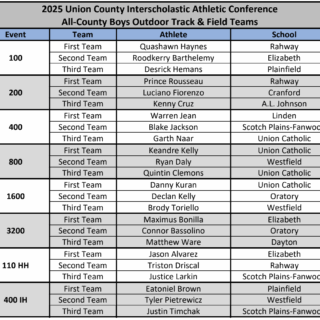 2025 Union County Interscholastic Athletic Conference
All-County Boys Outdoor Track & Field Teams
Event Team Athlete School
100
First Team Quashawn Haynes Rahway
Second Team Roodkerry Barthelemy Elizabeth
Third Team Desrick Hemans Plainfield
200
First Team Prince Rousseau Rahway
Second Team Luciano Fiorenzo Cranford
Third Team Kenny Cruz A.L. Johnson
400
First Team Warren Jean Linden
Second Team Blake Jackson Scotch Plains-Fanwood
Third Team Garth Naar Union Catholic
800
First Team Keandre Kelly Union Catholic
Second Team Ryan Daly Westfield
Third Team Quintin Clemons Union Catholic
1600
First Team Danny Kuran Union Catholic
Second Team Declan Kelly Oratory
Third Team Brody Toriello Westfield
3200
First Team Maximus Bonilla Elizabeth
Second Team Connor Bassolino Oratory
Third Team Matthew Ware Dayton
110 HH
First Team Jason Alvarez Elizabeth
Second Team Triston Driscal Rahway
Third Team Justice Larkin Scotch Plains-Fanwood
400 IH
First Team Eatoniel Brown Plainfield
Second Team Tyler Pietrewicz Westfield
Third Team Justin Timchak Scotch Plains-Fanwood